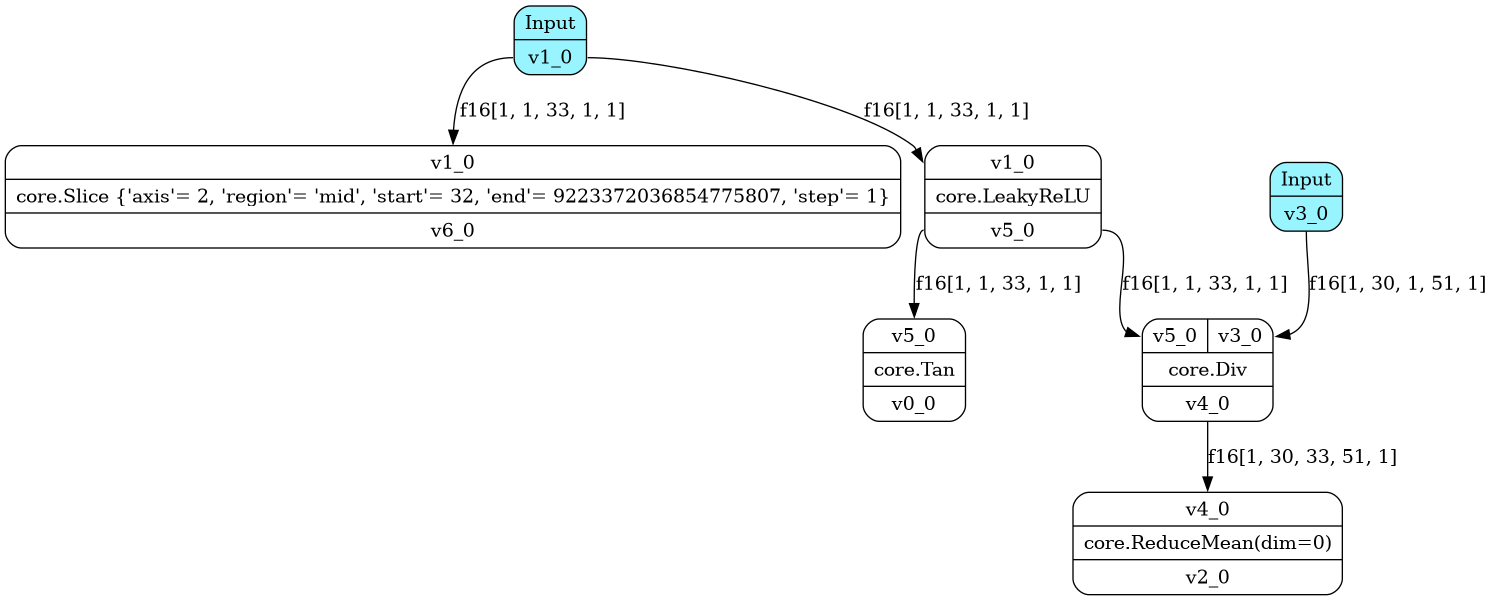 Input
v1_0
f16[1, 1, 33, 1, 1]
f16[1, 1, 33, 1, 1]
v1_0
core.Slice {'axis'= 2, 'region'= 'mid', 'start'= 32, 'end'= 9223372036854775807, 'step'= 1}
v6_0
v1_0
core.LeakyReLU
v5_0
Input
v3_0
f16[1, 1, 33, 1, 1]
f16[1, 1, 33, 1, 1]
f16[1, 30, 1, 51, 1]
v5_0
core.Tan
v0_0
v5_0 v3_0
core.Div
v4_0
f16[1, 30, 33, 51, 1]
v4_0
core.ReduceMean(dim=0)
v2_0